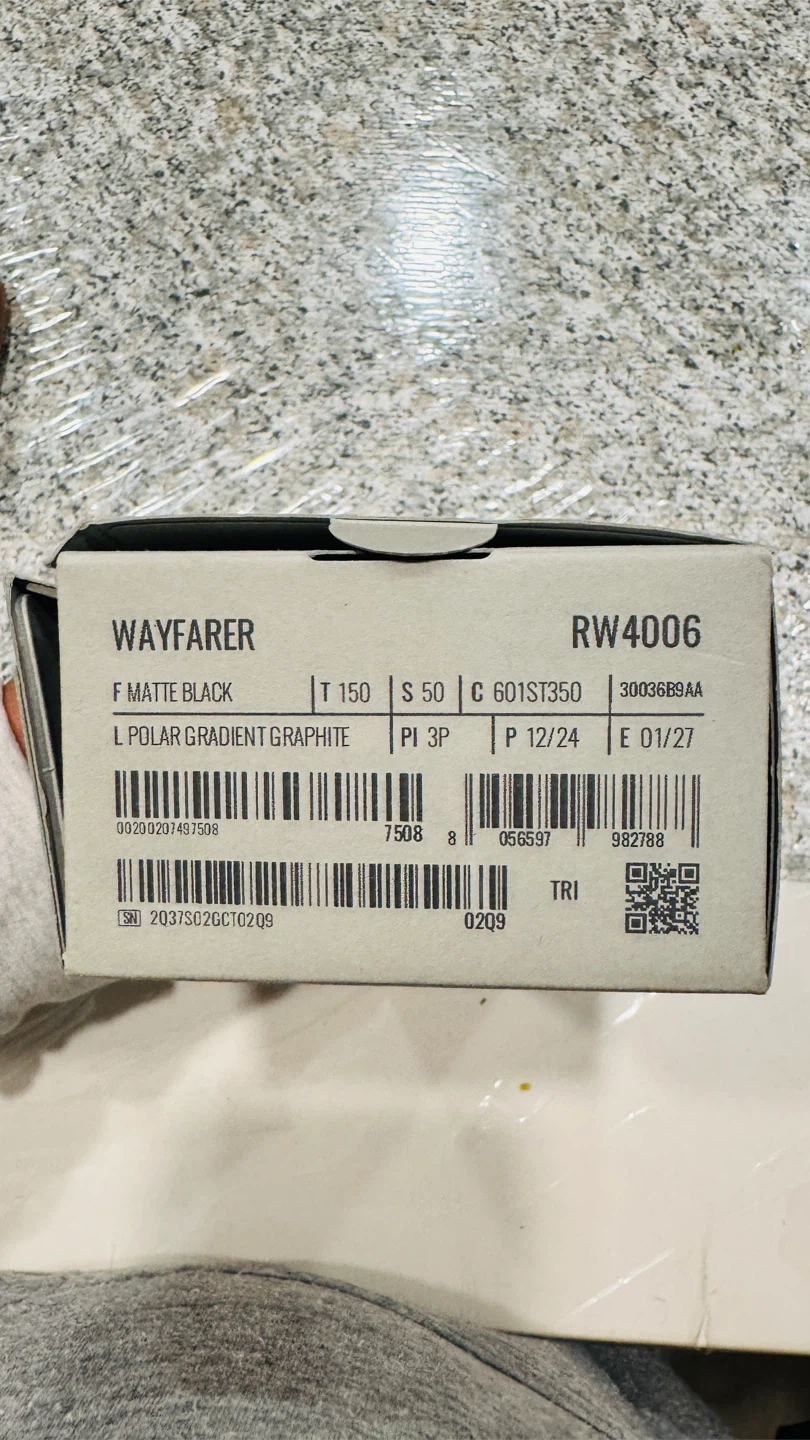 WAYFARER RW4006
F MATTE BLACK T 150 S 50 C 601ST350 30036B9AA
L POLAR GRADIENT GRAPHITE PI 3P P 12/24 E 01/27
00200207497508 7508 8 056597 982788
TRI
SN 2Q37S02GCT02Q9 02Q9